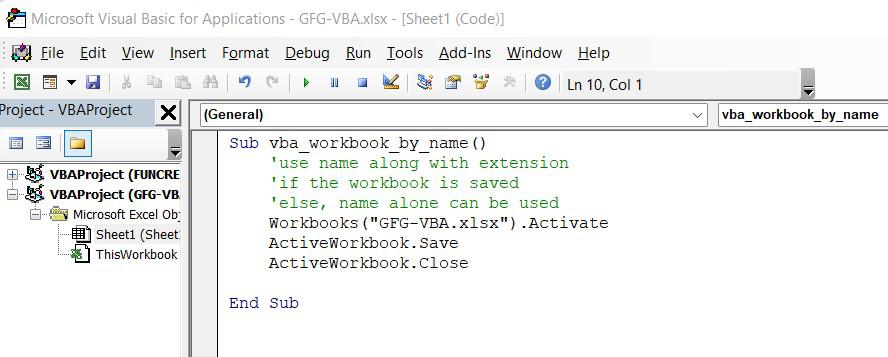 Microsoft Visual Basic for Applications - GFG-VBA.xlsx - [Sheet1 (Code)]
File Edit View Insert Format Debug Run Tools Add-Ins Window Help
Ln 10, Col 1
Project - VBAProject
(General)
vba_workbook_by_name
VBAProject (FUNCRE
VBAProject (GFG-VB
Microsoft Excel Obj
Sheet1 (Sheet
ThisWorkbook
Sub vba_workbook_by_name()
'use name along with extension
'if the workbook is saved
'else, name alone can be used
Workbooks("GFG-VBA.xlsx").Activate
ActiveWorkbook.Save
ActiveWorkbook.Close
End Sub